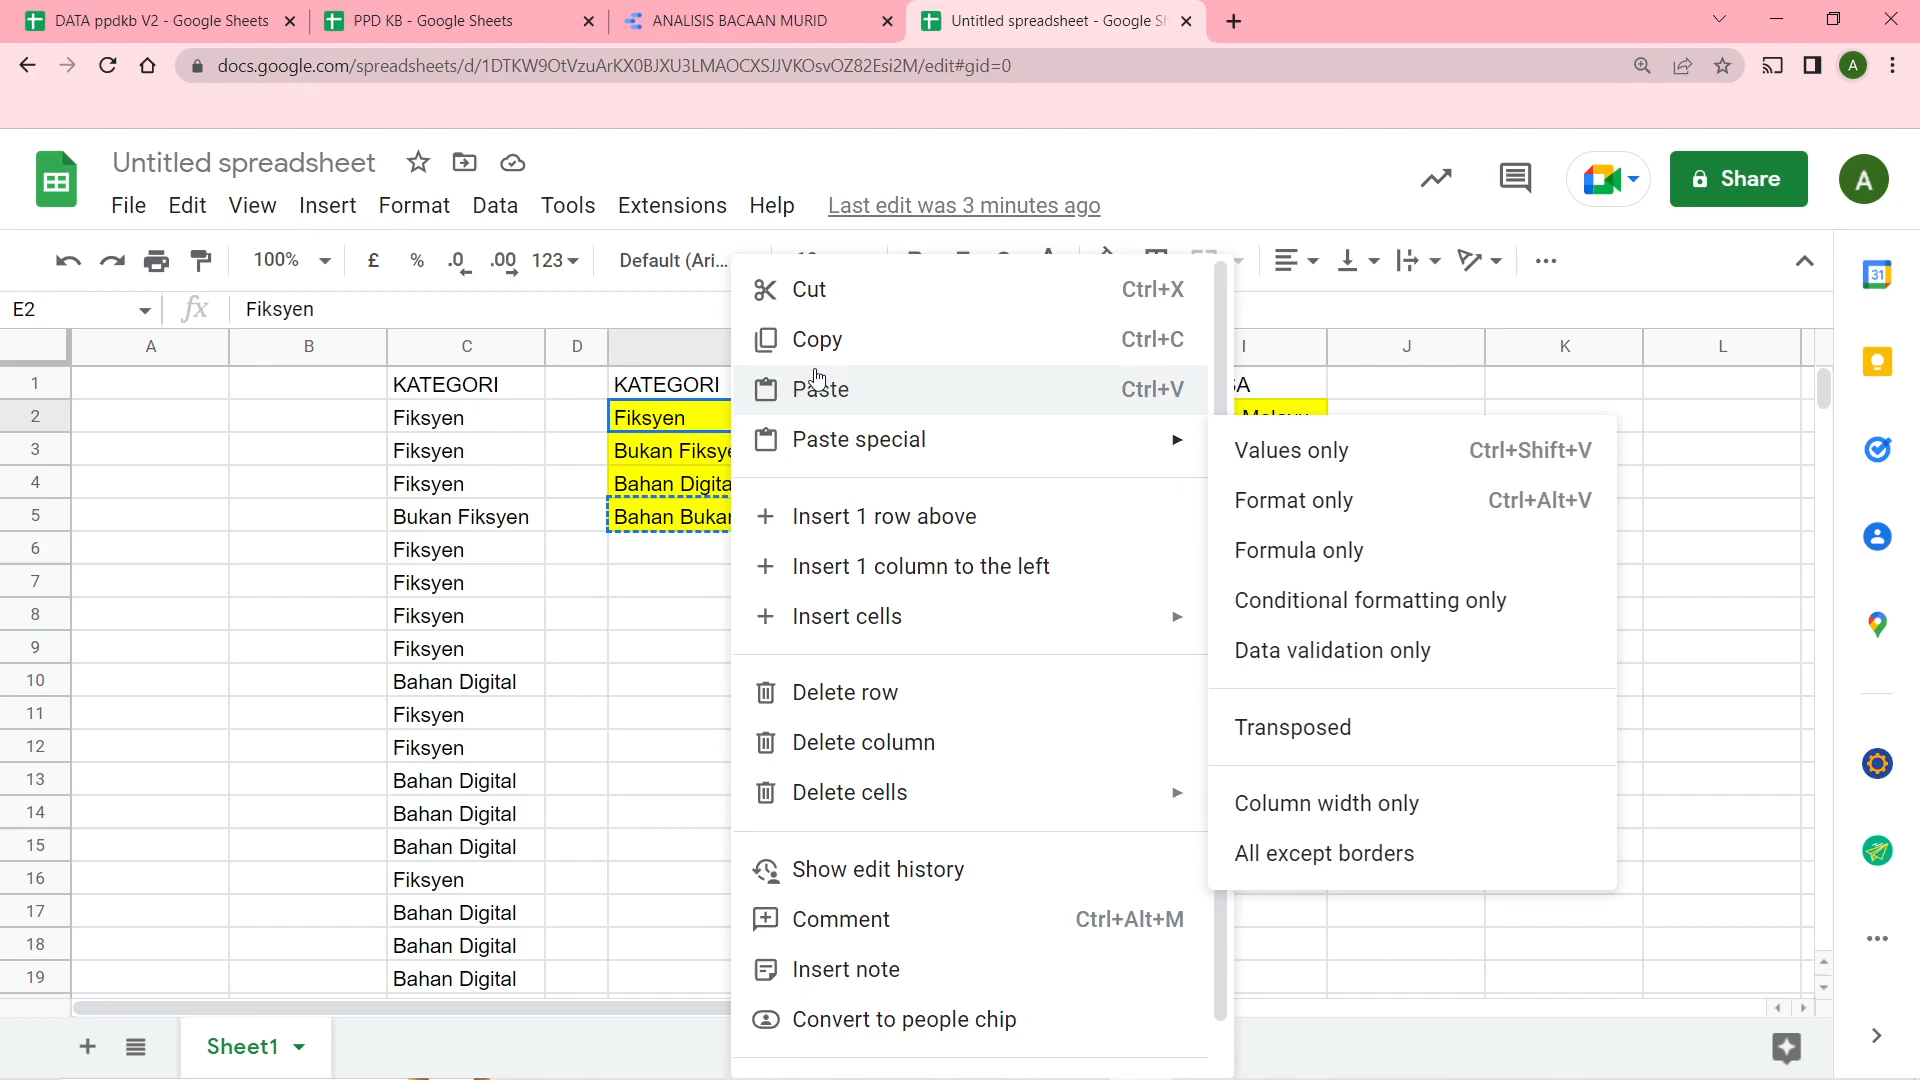 DATA ppdkb V2 - Google Sheets
PPD KB - Google Sheets
ANALISIS BACAAN MURID
Untitled spreadsheet - Google Sh
docs.google.com/spreadsheets/d/1DTKW9OtVzuArKX0BJXU3LMAOCXSJJVKOsvOZ82Esi2M/edit#gid=0
A
Untitled spreadsheet
File Edit View Insert Format Data Tools Extensions Help Last edit was 3 minutes ago
Share
A
100% £ % .0 .00 123 Default (Ari...
31
E2 fx Fiksyen
A B C D I J K L
1 KATEGORI KATEGORI
2 Fiksyen Fiksyen
3 Fiksyen Bukan Fiksye
4 Fiksyen Bahan Digita
5 Bukan Fiksyen Bahan Bukan
6 Fiksyen
7 Fiksyen
8 Fiksyen
9 Fiksyen
10 Bahan Digital
11 Fiksyen
12 Fiksyen
13 Bahan Digital
14 Bahan Digital
15 Bahan Digital
16 Fiksyen
17 Bahan Digital
18 Bahan Digital
19 Bahan Digital
Cut Ctrl+X
Copy Ctrl+C
Paste Ctrl+V
Paste special
Insert 1 row above
Insert 1 column to the left
Insert cells
Delete row
Delete column
Delete cells
Show edit history
Comment Ctrl+Alt+M
Insert note
Convert to people chip
Values only Ctrl+Shift+V
Format only Ctrl+Alt+V
Formula only
Conditional formatting only
Data validation only
Transposed
Column width only
All except borders
Sheet1